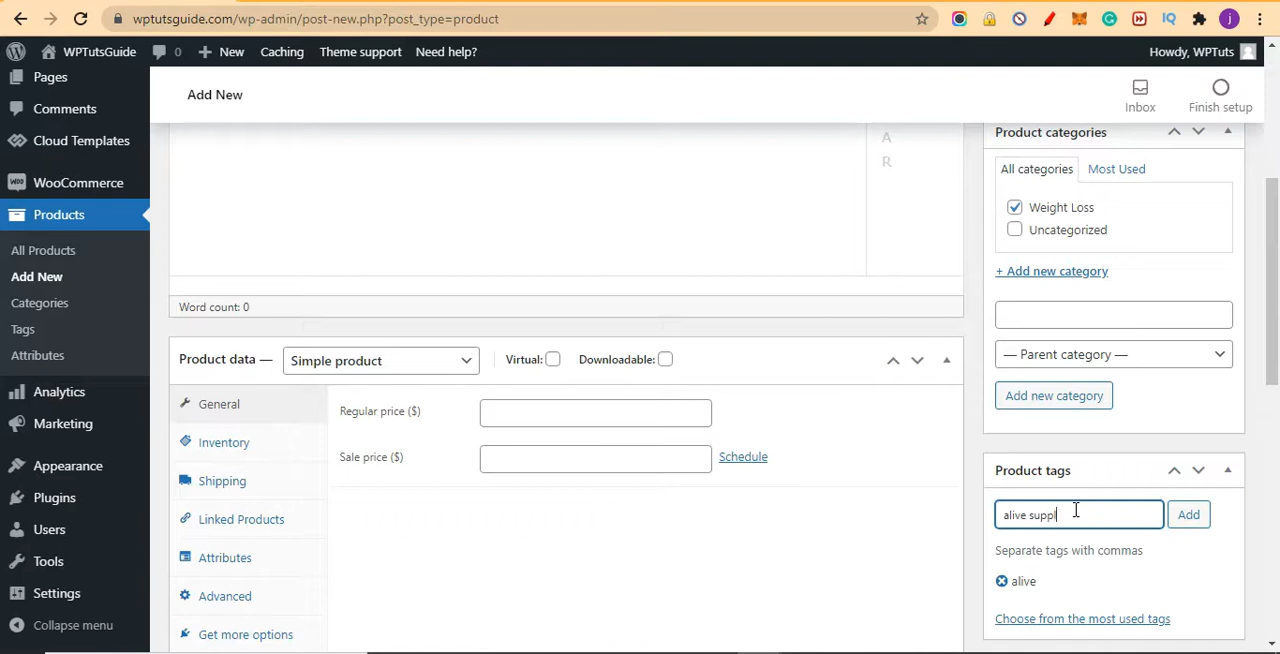 wptutsguide.com/wp-admin/post-new.php?post_type=product
IQ
j
WPTutsGuide 0 New Caching Theme support Need help? Howdy, WPTuts
Pages
Comments
Cloud Templates
WooCommerce
Products
All Products
Add New
Categories
Tags
Attributes
Analytics
Marketing
Appearance
Plugins
Users
Tools
Settings
Collapse menu
Add New
Inbox
Finish setup
A
R
Word count: 0
Product data — Simple product Virtual: Downloadable:
General
Inventory
Shipping
Linked Products
Attributes
Advanced
Get more options
Regular price ($)
Sale price ($) Schedule
Product categories
All categories Most Used
Weight Loss
Uncategorized
+ Add new category
— Parent category —
Add new category
Product tags
alive suppl Add
Separate tags with commas
alive
Choose from the most used tags